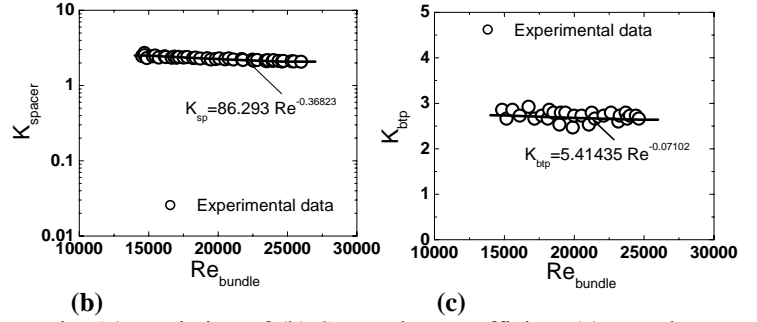 10
1
0.1
0.01
K_spacer
K_sp=86.293 Re^-0.36823
Experimental data
10000 15000 20000 25000 30000
Re_bundle
(b)
5
4
3
2
1
0
K_btp
Experimental data
K_btp=5.41435 Re^-0.07102
10000 15000 20000 25000 30000
Re_bundle
(c)